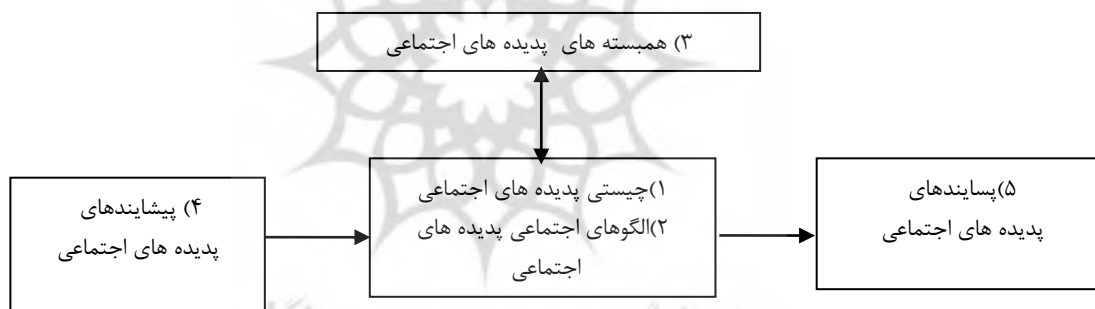 ۳) همبسته های پدیده های اجتماعی
۱)چیستی پدیده های اجتماعی
۲)الگوهای اجتماعی پدیده های
اجتماعی
۴) پیشایندهای
پدیده های اجتماعی
۵)پسایندهای
پدیده های اجتماعی